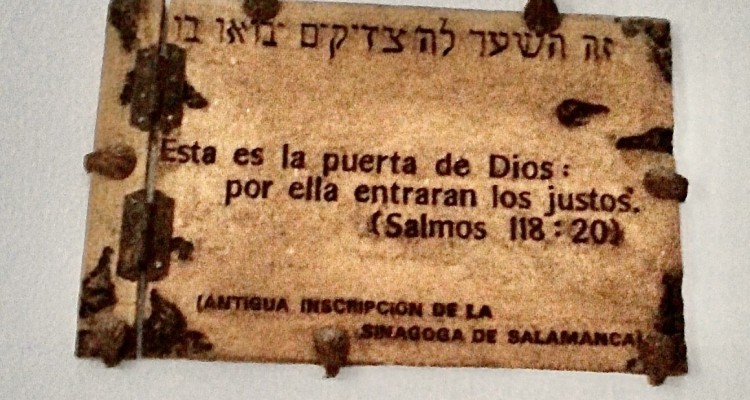 זה השער לה׳ צדיקים יבואו בו
Esta es la puerta de Dios:
por ella entraran los justos.
(Salmos 118:20)
(ANTIGUA INSCRIPCION DE LA
SINAGOGA DE SALAMANCA)